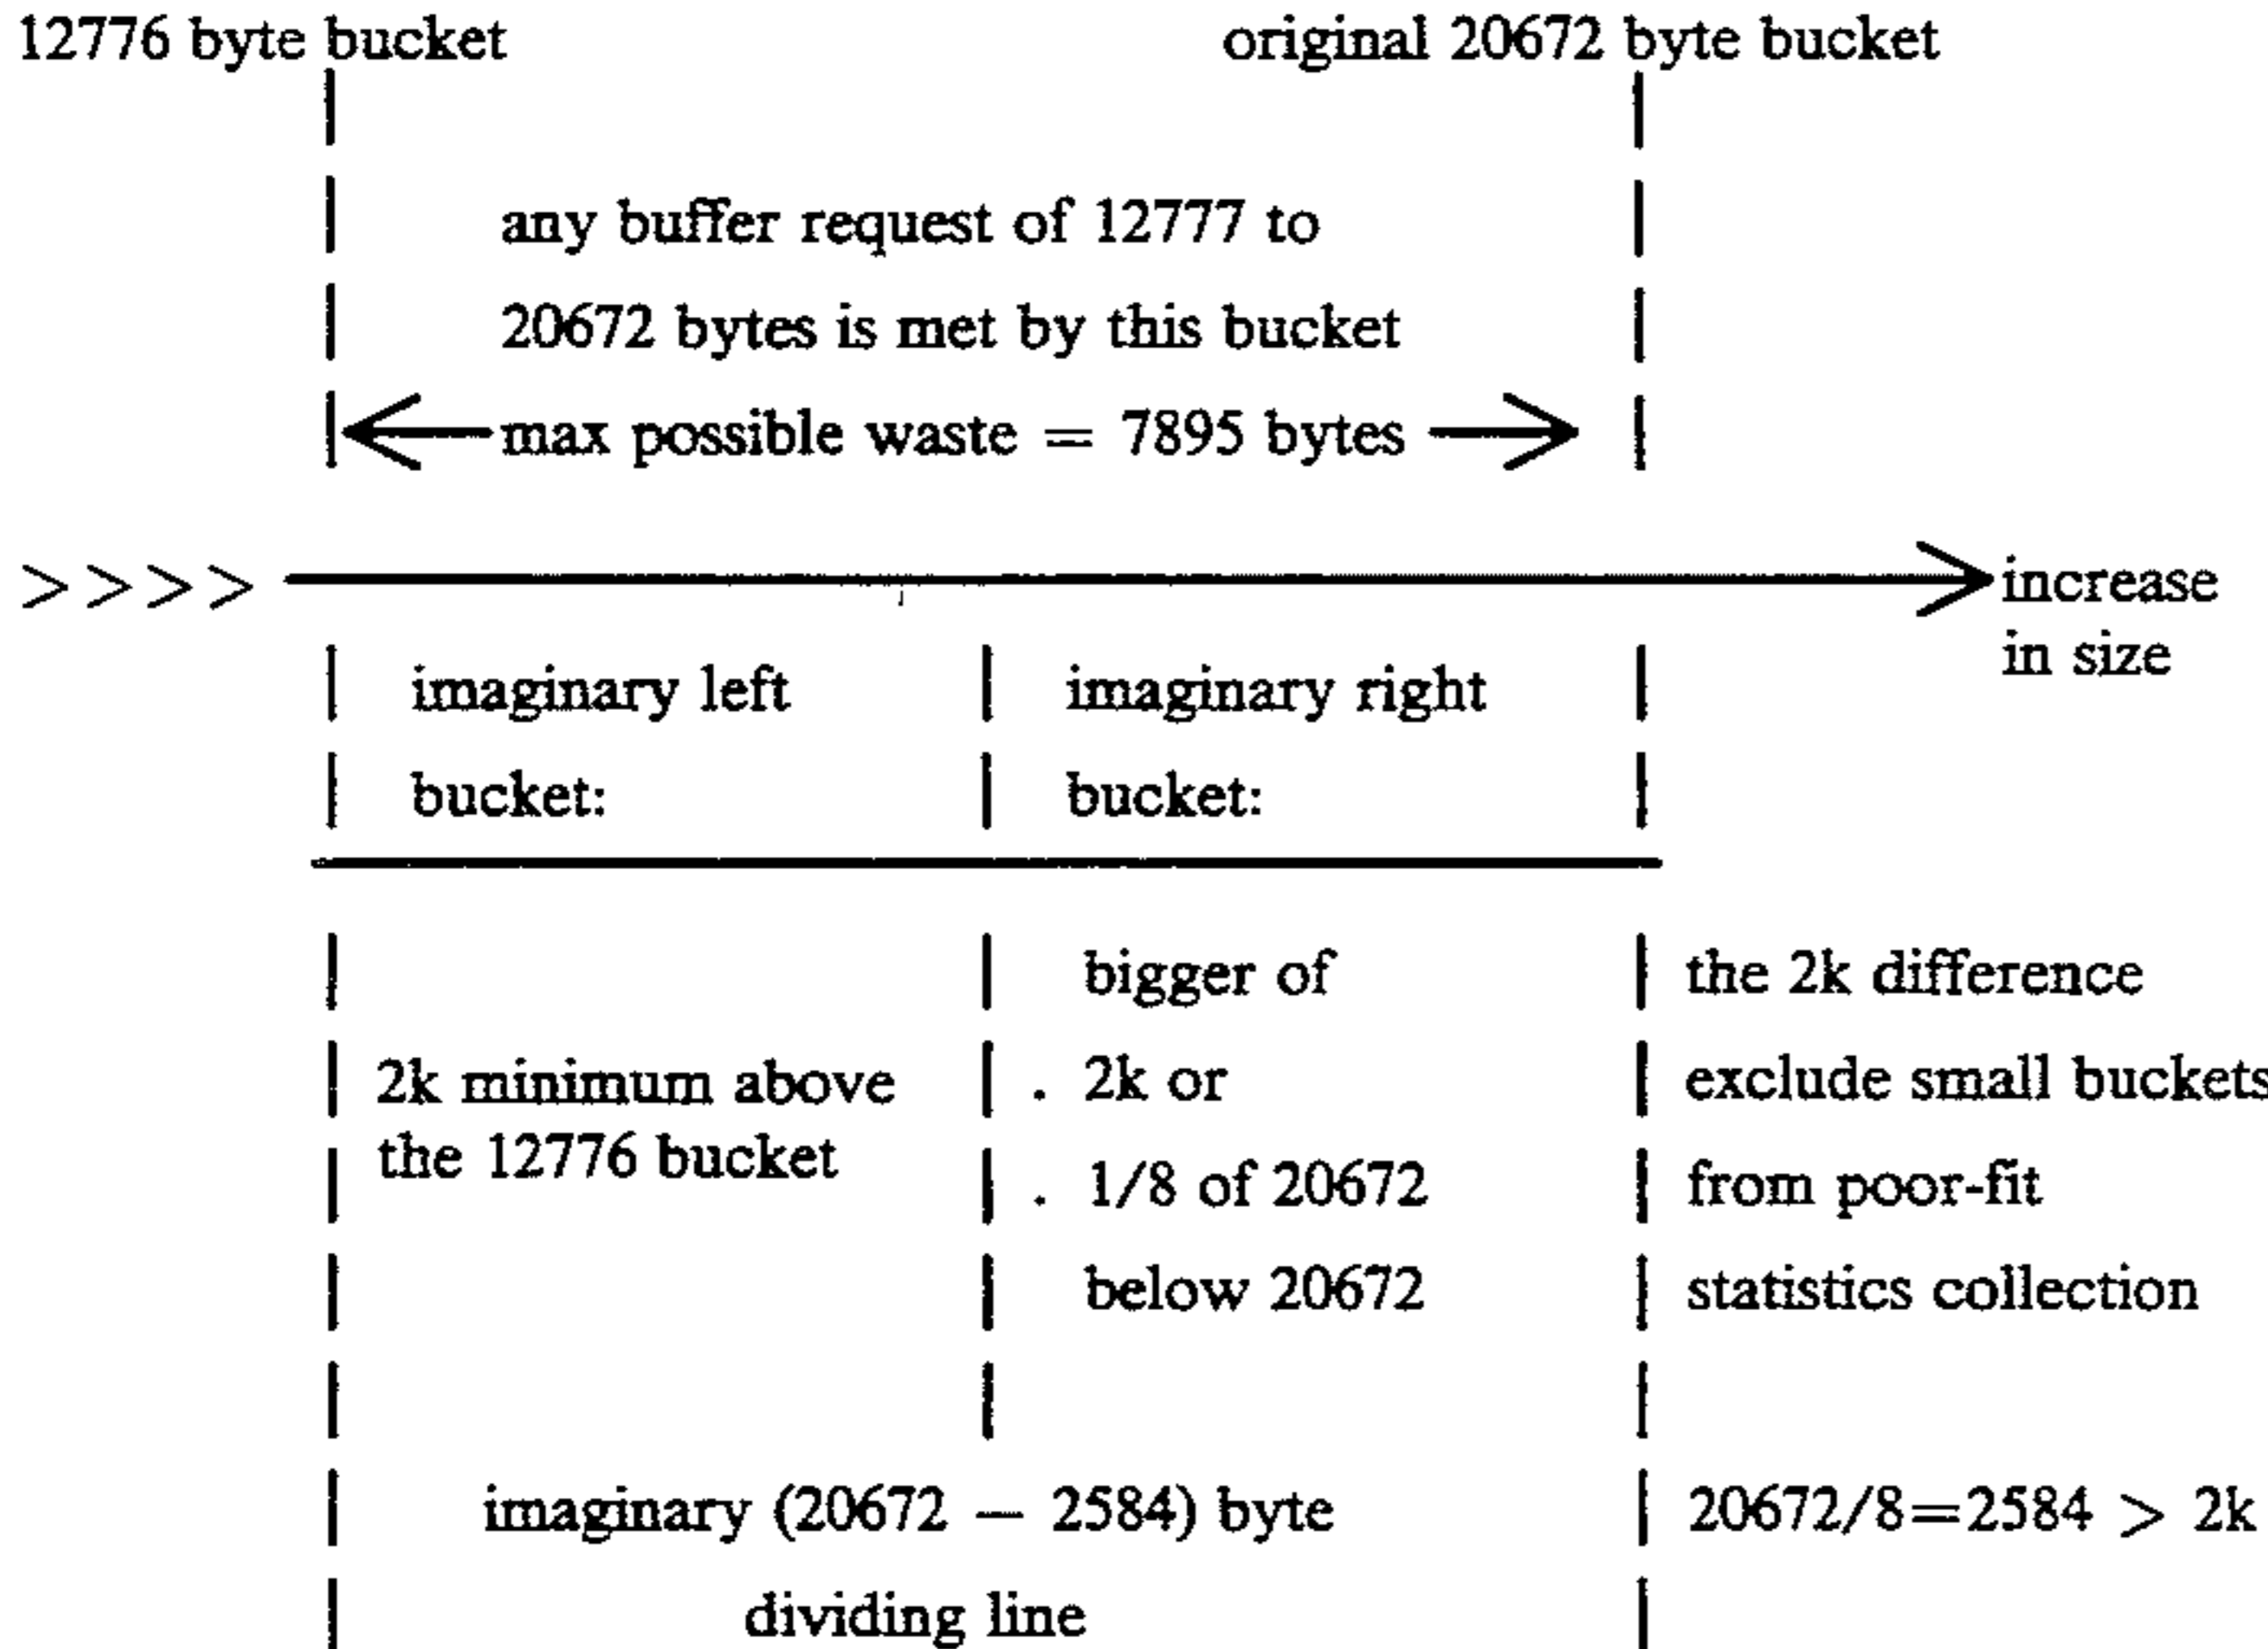 12776 byte bucket
original 20672 byte bucket
any buffer request of 12777 to
20672 bytes is met by this bucket
max possible waste = 7895 bytes
>>>>
increase
in size
imaginary left
bucket:
imaginary right
bucket:
2k minimum above
the 12776 bucket
bigger of
. 2k or
. 1/8 of 20672
below 20672
the 2k difference
exclude small buckets
from poor-fit
statistics collection
imaginary (20672 — 2584) byte
dividing line
20672/8=2584 > 2k